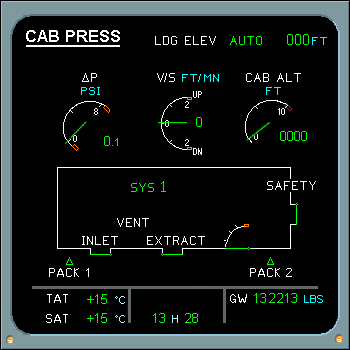 CAB PRESS LDG ELEV AUTO 000FT
ΔP V/S FT/MN CAB ALT
PSI FT
UP
8 2 10
0.1 0 0000
0 0
2
DN
SYS 1 SAFETY
VENT
INLET EXTRACT
PACK 1 PACK 2
TAT +15 °C GW 132213 LBS
SAT +15 °C 13 H 28